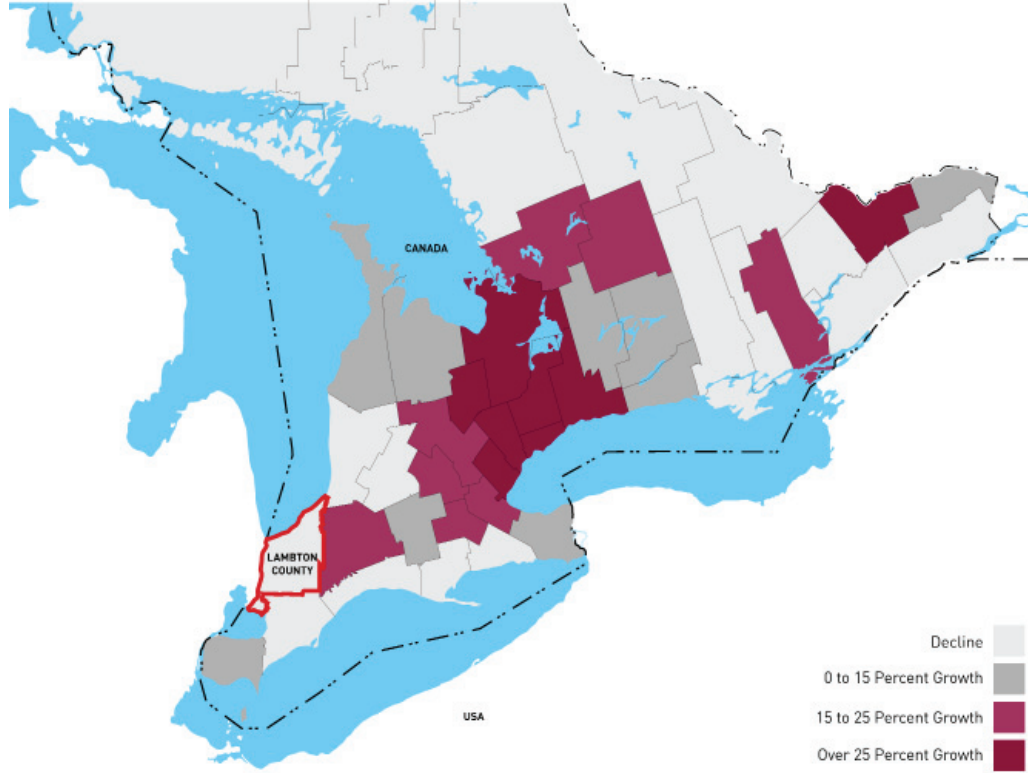 CANADA
LAMBTON
COUNTY
USA
Decline
0 to 15 Percent Growth
15 to 25 Percent Growth
Over 25 Percent Growth